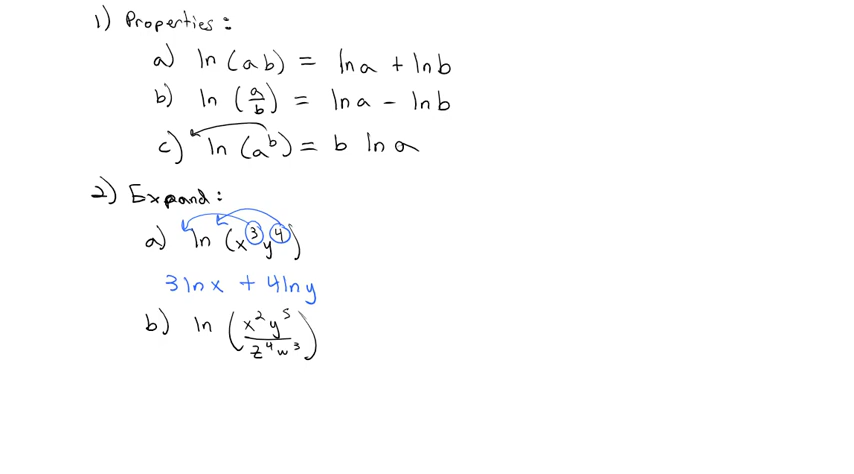 1) Properties:
a) ln(ab) = ln a + ln b
b) ln(a/b) = ln a - ln b
c) ln(a^b) = b ln a
2) Expand:
a) ln(x^3 y^4)
3 ln x + 4 ln y
b) ln(x^2 y^5 / z^4 w^3)